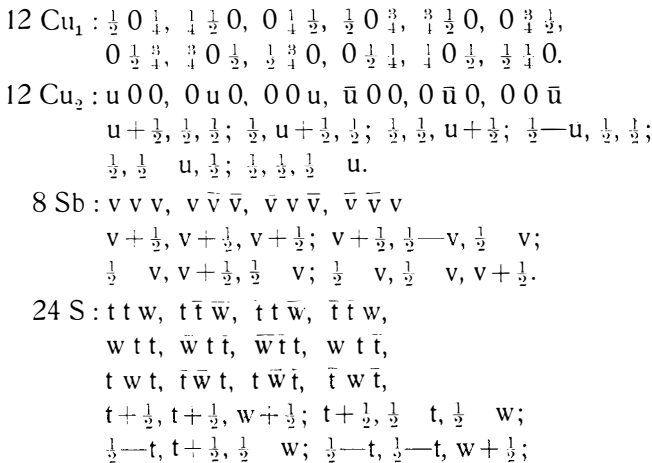 12 Cu₁ : ½ 0 ¼, ¼ ½ 0, 0 ¼ ½, ½ 0 ¾, ¾ ½ 0, 0 ¾ ½,
0 ½ ¾, ¾ 0 ½, ½ ¾ 0, 0 ½ ¼, ¼ 0 ½, ½ ¼ 0.
12 Cu₂ : u 0 0, 0 u 0, 0 0 u, ū 0 0, 0 ū 0, 0 0 ū
u + ½, ½, ½; ½, u + ½, ½; ½, ½, u + ½; ½—u, ½, ½;
½, ½ u, ½; ½, ½, ½ u.
8 Sb : v v v, v v̄ v̄, v̄ v v̄, v̄ v̄ v
v + ½, v + ½, v + ½; v + ½, ½—v, ½ v;
½ v, v + ½, ½ v; ½ v, ½ v, v + ½.
24 S : t t w, t t̄ w̄, t̄ t w̄, t̄ t̄ w,
w t t, w̄ t t̄, w̄ t̄ t, w t̄ t̄,
t w t, t̄ w̄ t, t w̄ t̄, t̄ w t̄,
t + ½, t + ½, w + ½; t + ½, ½ t, ½ w;
½—t, t + ½, ½ w; ½—t, ½—t, w + ½;